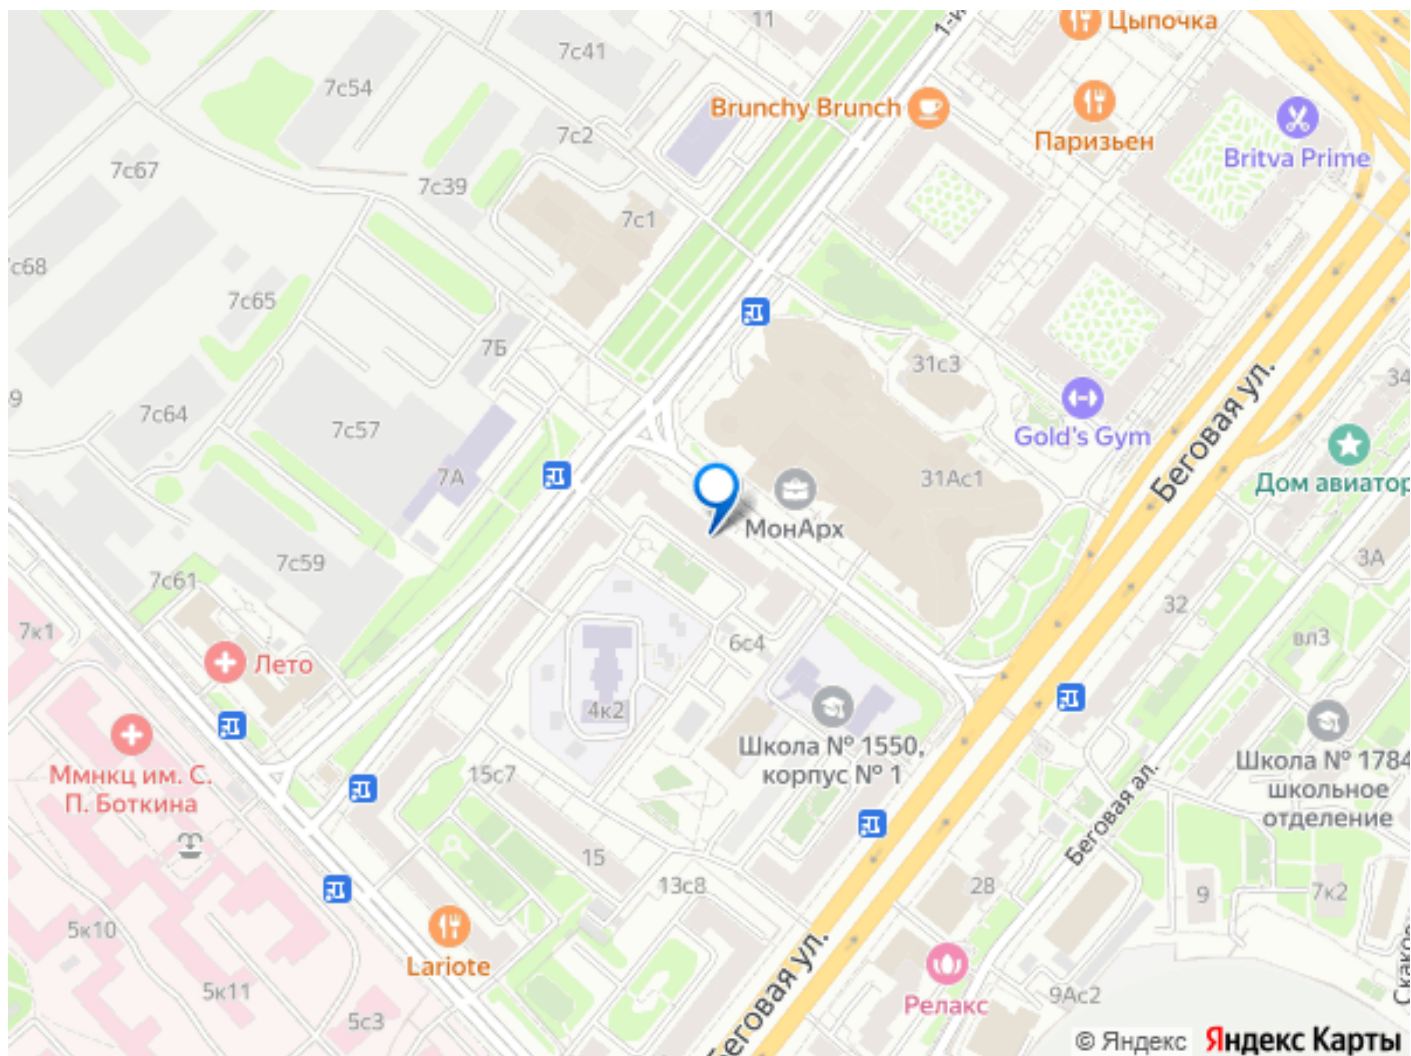 11
1-й
Цыпочка
7с41
7с54
Brunchy Brunch
7с2
Паризьен
Britva Prime
7с67
7с39
7с1
7с68
7с65
7Б
31с3
34
9
7с64
7с57
Gold's Gym
Беговая ул.
7А
31Ас1
Дом авиатор
МонАрх
7с59
7с61
3А
32
7к1
Лето
6с4
вл3
4к2
Ммнкц им. С.
П. Боткина
15с7
Школа № 1550,
корпус № 1
Школа № 1784
школьное
отделение
Беговая ал.
15
13с8
28
9
7к2
5к10
Lariote
Беговая ул.
5к11
5с3
Релакс
9Ас2
Скаков
© Яндекс Яндекс Карты